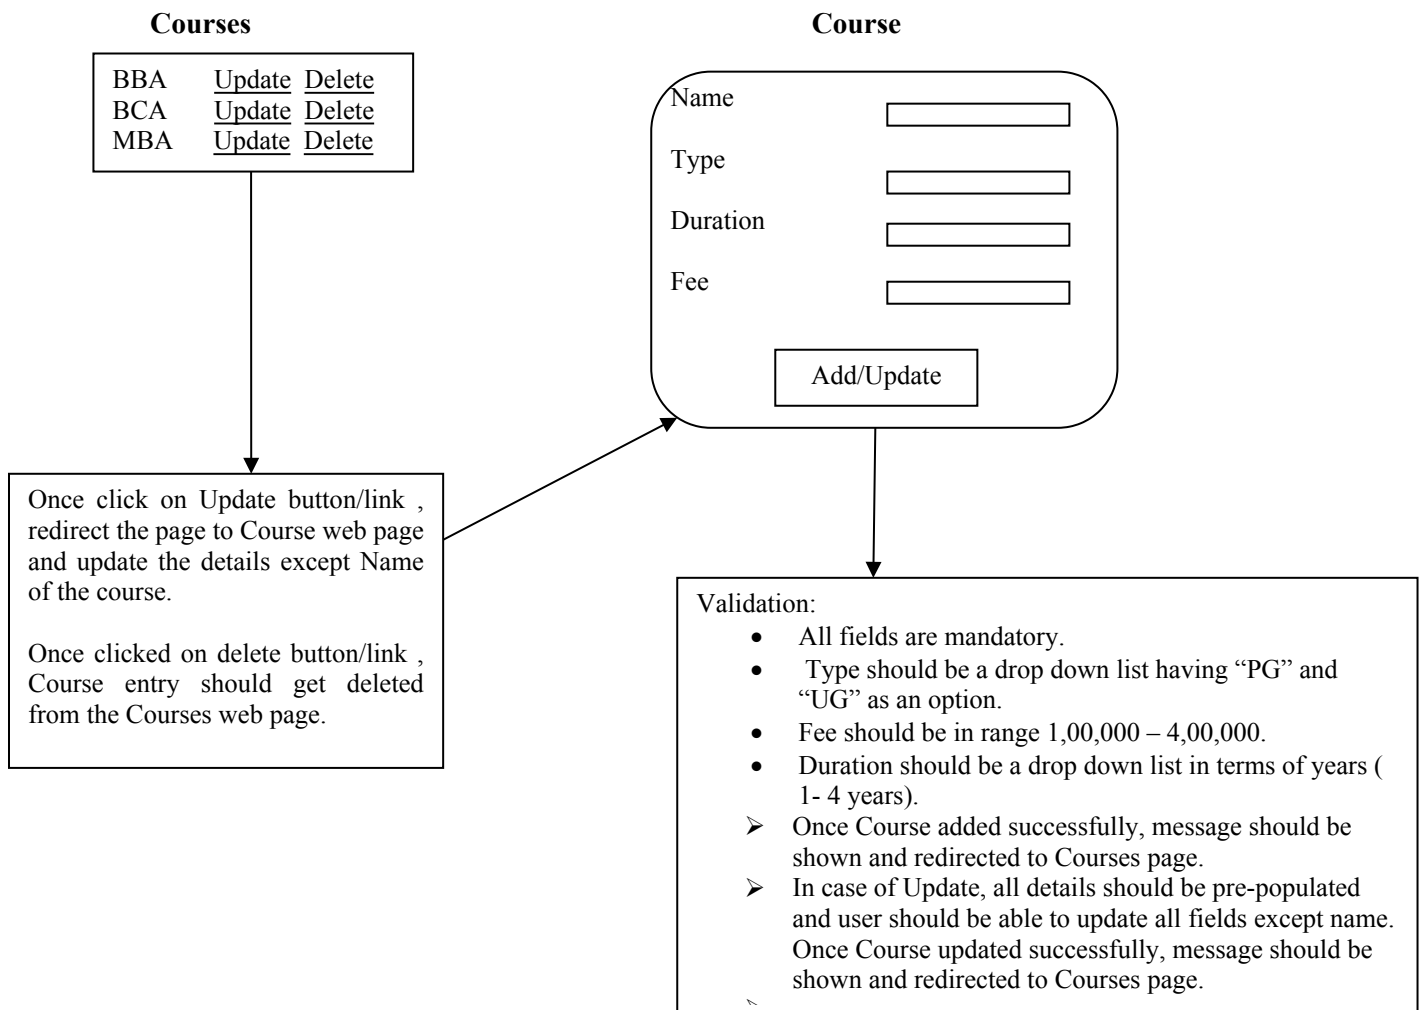 Courses
BBA Update Delete
BCA Update Delete
MBA Update Delete
Course
Name
Type
Duration
Fee
Add/Update
Once click on Update button/link ,
redirect the page to Course web page
and update the details except Name
of the course.
Once clicked on delete button/link ,
Course entry should get deleted
from the Courses web page.
Validation:
• All fields are mandatory.
• Type should be a drop down list having “PG” and
“UG” as an option.
• Fee should be in range 1,00,000 – 4,00,000.
• Duration should be a drop down list in terms of years (
1- 4 years).
➢ Once Course added successfully, message should be
shown and redirected to Courses page.
➢ In case of Update, all details should be pre-populated
and user should be able to update all fields except name.
Once Course updated successfully, message should be
shown and redirected to Courses page.